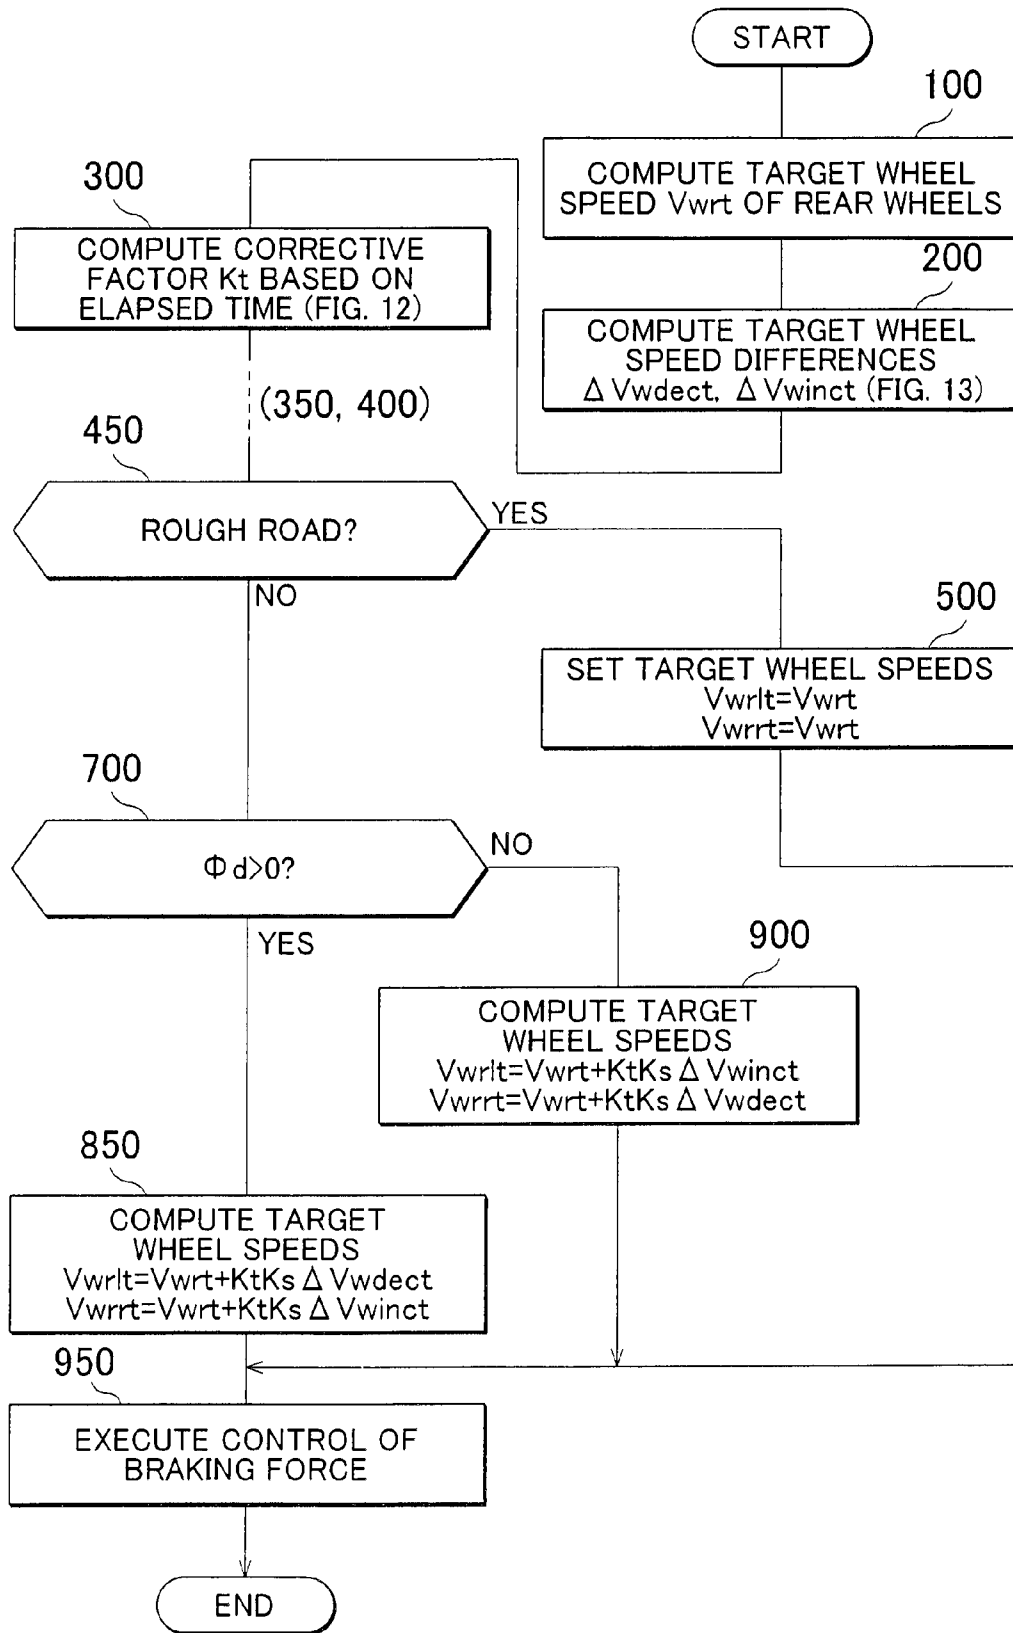 START
100
COMPUTE TARGET WHEEL
SPEED Vwrt OF REAR WHEELS
200
COMPUTE TARGET WHEEL
SPEED DIFFERENCES
Δ Vwdect, Δ Vwinct (FIG. 13)
300
COMPUTE CORRECTIVE
FACTOR Kt BASED ON
ELAPSED TIME (FIG. 12)
(350, 400)
450
ROUGH ROAD?
YES
NO
500
SET TARGET WHEEL SPEEDS
Vwrlt=Vwrt
Vwrrt=Vwrt
700
Φd>0?
NO
YES
900
COMPUTE TARGET
WHEEL SPEEDS
Vwrlt=Vwrt+KtKs Δ Vwinct
Vwrrt=Vwrt+KtKs Δ Vwdect
850
COMPUTE TARGET
WHEEL SPEEDS
Vwrlt=Vwrt+KtKs Δ Vwdect
Vwrrt=Vwrt+KtKs Δ Vwinct
950
EXECUTE CONTROL OF
BRAKING FORCE
END